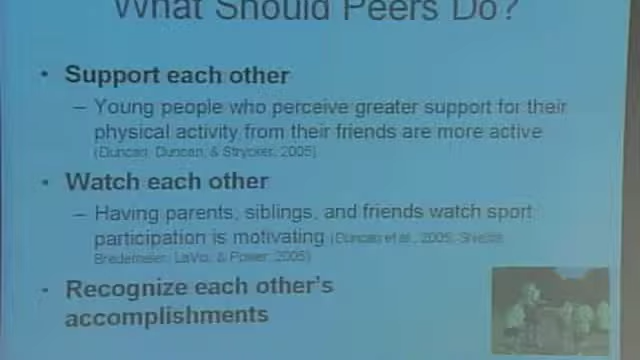 What Should Peers Do?
• Support each other
– Young people who perceive greater support for their
physical activity from their friends are more active
(Duncan, Duncan, & Strycker, 2005)
• Watch each other
– Having parents, siblings, and friends watch sport
participation is motivating (Duncan et al., 2005; Shields,
Bredemeier, LaVoi, & Power, 2005)
• Recognize each other's
accomplishments